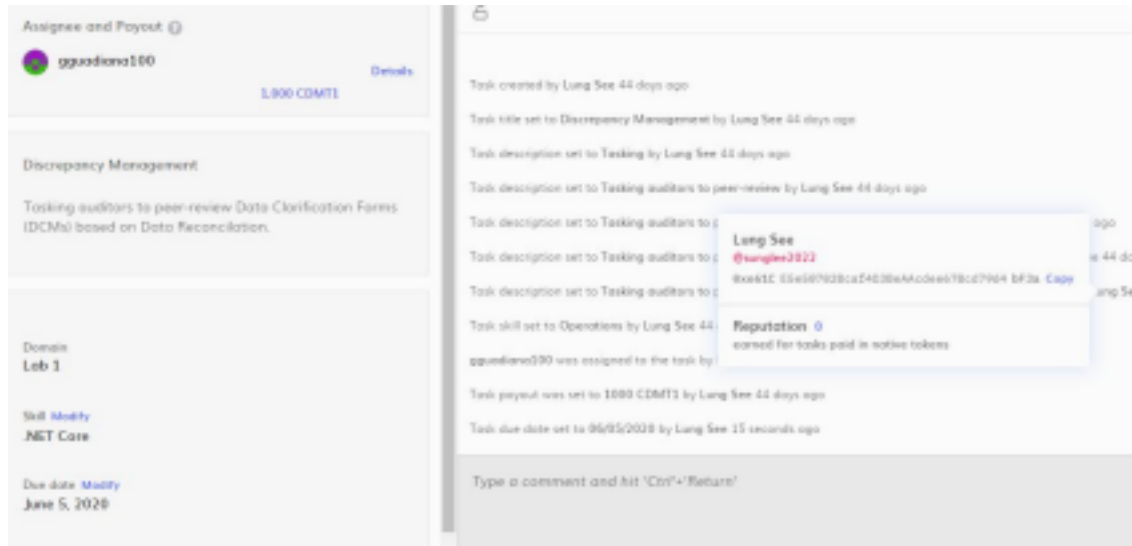 Assignee and Payout
gguadiana100
Details
1,000 CDMT1
Discrepancy Management
Tasking auditors to peer-review Data Clarification Forms
(DCMs) based on Data Reconcilation.
Domain
Lab 1
Skill Modify
.NET Core
Due date Modify
June 5, 2020
Task created by Lung See 44 days ago
Task title set to Discrepancy Management by Lung See 44 days ago
Task description set to Tasking by Lung See 44 days ago
Task description set to Tasking auditors to peer-review by Lung See 44 days ago
Task description set to Tasking auditors to p
ago
Task description set to Tasking auditors to p
44 da
Task description set to Tasking auditors to p
ung Se
Task skill set to Operations by Lung See 44
gguadiana100 was assigned to the task by
Task payout was set to 1000 CDMT1 by Lung See 44 days ago
Task due date set to 06/05/2020 by Lung See 15 seconds ago
Lung See
Copy
Reputation 0
earned for tasks paid in native tokens
Type a comment and hit 'Ctrl'+'Return'